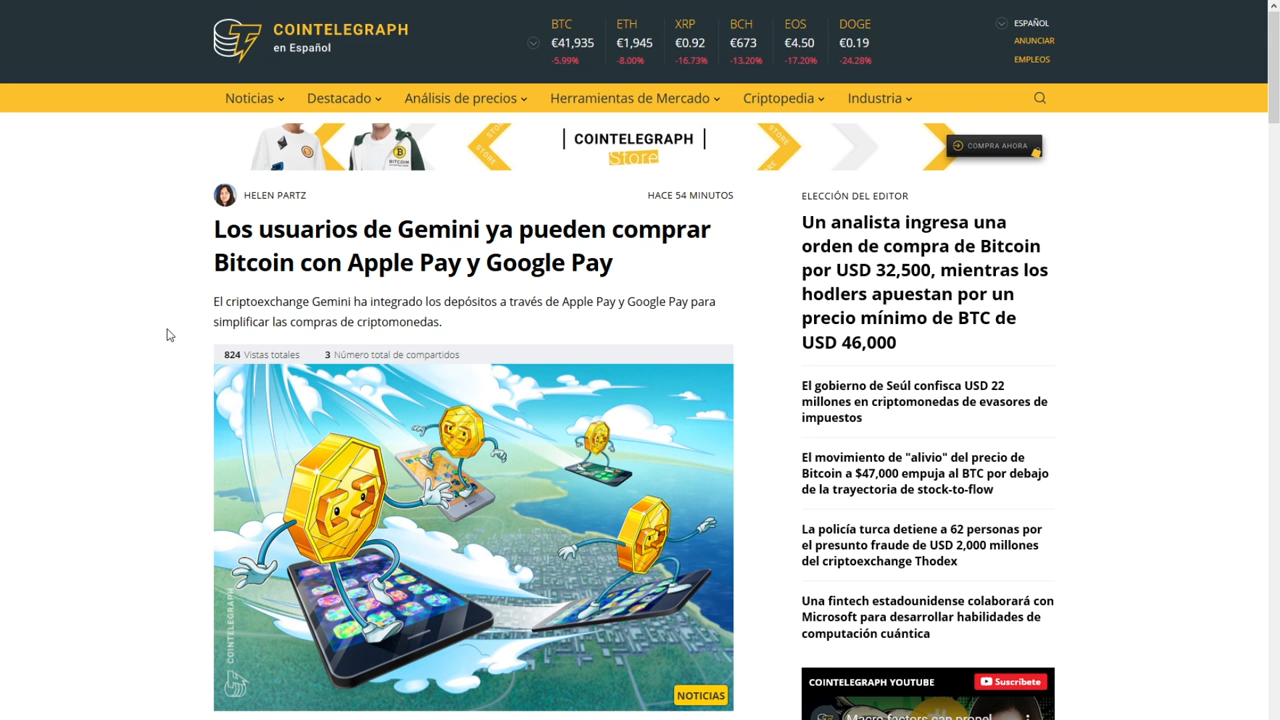 COINTELEGRAPH
en Español
BTC ETH XRP BCH EOS DOGE
€41,935 €1,945 €0.92 €673 €4.50 €0.19
-5.99% -8.00% -16.73% -13.20% -17.20% -24.28%
ESPAÑOL
ANUNCIAR
EMPLEOS
Noticias Destacado Análisis de precios Herramientas de Mercado Criptopedia Industria
STORE
BITCOIN
STORE
COINTELEGRAPH
Store
STORE
STORE
COMPRA AHORA
HELEN PARTZ HACE 54 MINUTOS
Los usuarios de Gemini ya pueden comprar
Bitcoin con Apple Pay y Google Pay
El criptoexchange Gemini ha integrado los depósitos a través de Apple Pay y Google Pay para
simplificar las compras de criptomonedas.
824 Vistas totales 3 Número total de compartidos
COINTELEGRAPH
NOTICIAS
ELECCIÓN DEL EDITOR
Un analista ingresa una
orden de compra de Bitcoin
por USD 32,500, mientras los
hodlers apuestan por un
precio mínimo de BTC de
USD 46,000
El gobierno de Seúl confisca USD 22
millones en criptomonedas de evasores de
impuestos
El movimiento de "alivio" del precio de
Bitcoin a $47,000 empuja al BTC por debajo
de la trayectoria de stock-to-flow
La policía turca detiene a 62 personas por
el presunto fraude de USD 2,000 millones
del criptoexchange Thodex
Una fintech estadounidense colaborará con
Microsoft para desarrollar habilidades de
computación cuántica
COINTELEGRAPH YOUTUBE Suscríbete
Macro factors can propel